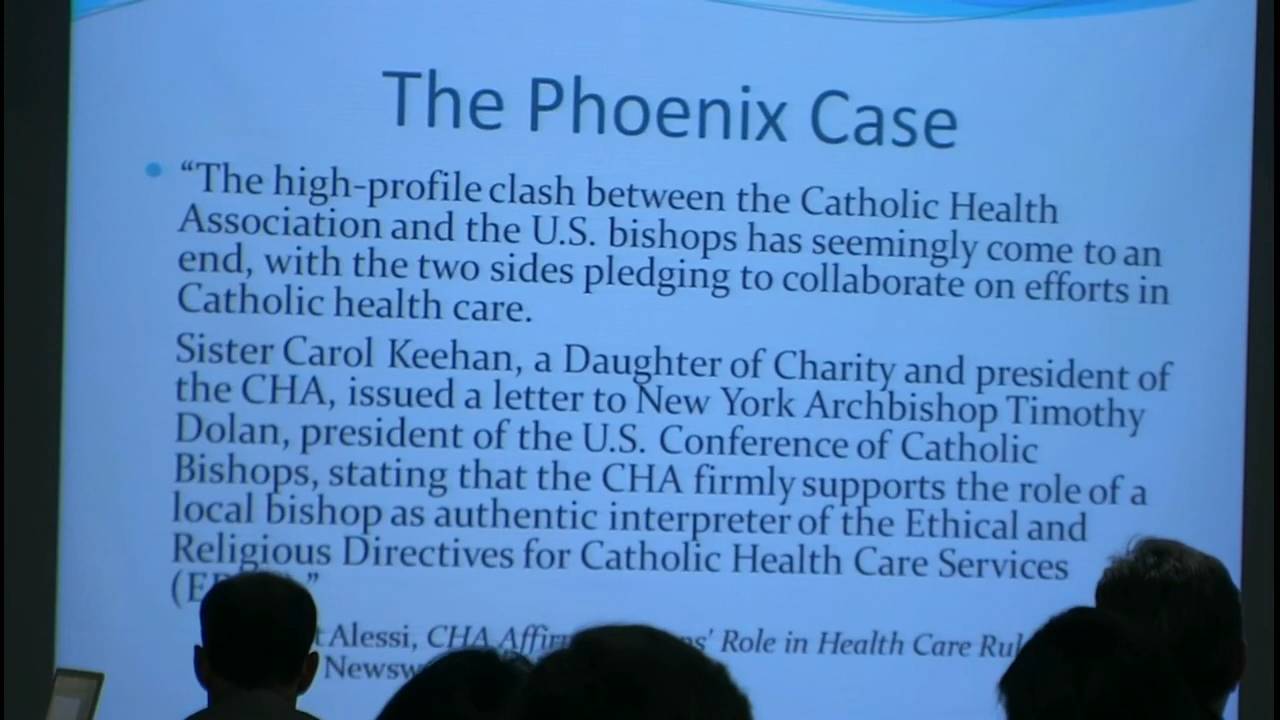 The Phoenix Case
“The high-profile clash between the Catholic Health
Association and the U.S. bishops has seemingly come to an
end, with the two sides pledging to collaborate on efforts in
Catholic health care.
Sister Carol Keehan, a Daughter of Charity and president of
the CHA, issued a letter to New York Archbishop Timothy
Dolan, president of the U.S. Conference of Catholic
Bishops, stating that the CHA firmly supports the role of a
local bishop as authentic interpreter of the Ethical and
Religious Directives for Catholic Health Care Services
”
Alessi, CHA Role in Health Care